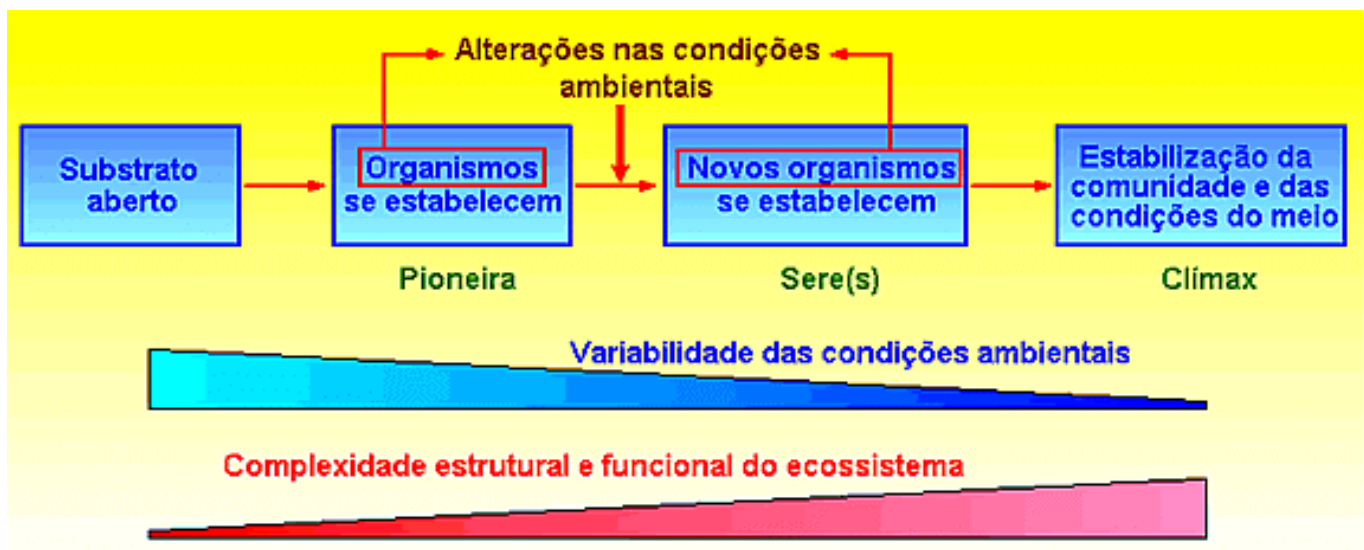 Alterações nas condições
ambientais
Substrato
aberto
Organismos
se estabelecem
Novos organismos
se estabelecem
Estabilização da
comunidade e das
condições do meio
Pioneira
Sere(s)
Clímax
Variabilidade das condições ambientais
Complexidade estrutural e funcional do ecossistema